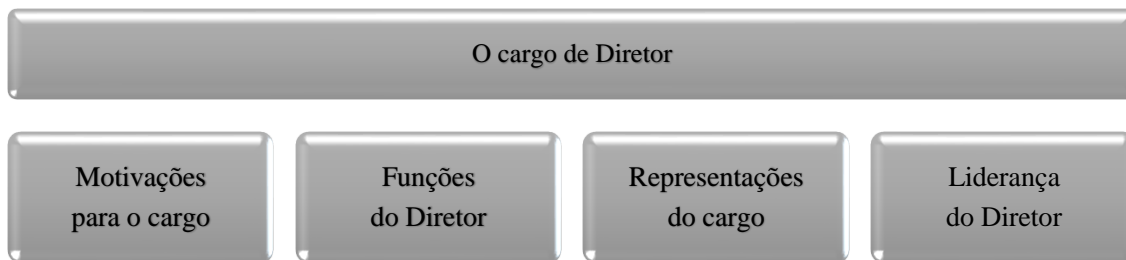 O cargo de Diretor
Motivações
para o cargo
Funções
do Diretor
Representações
do cargo
Liderança
do Diretor